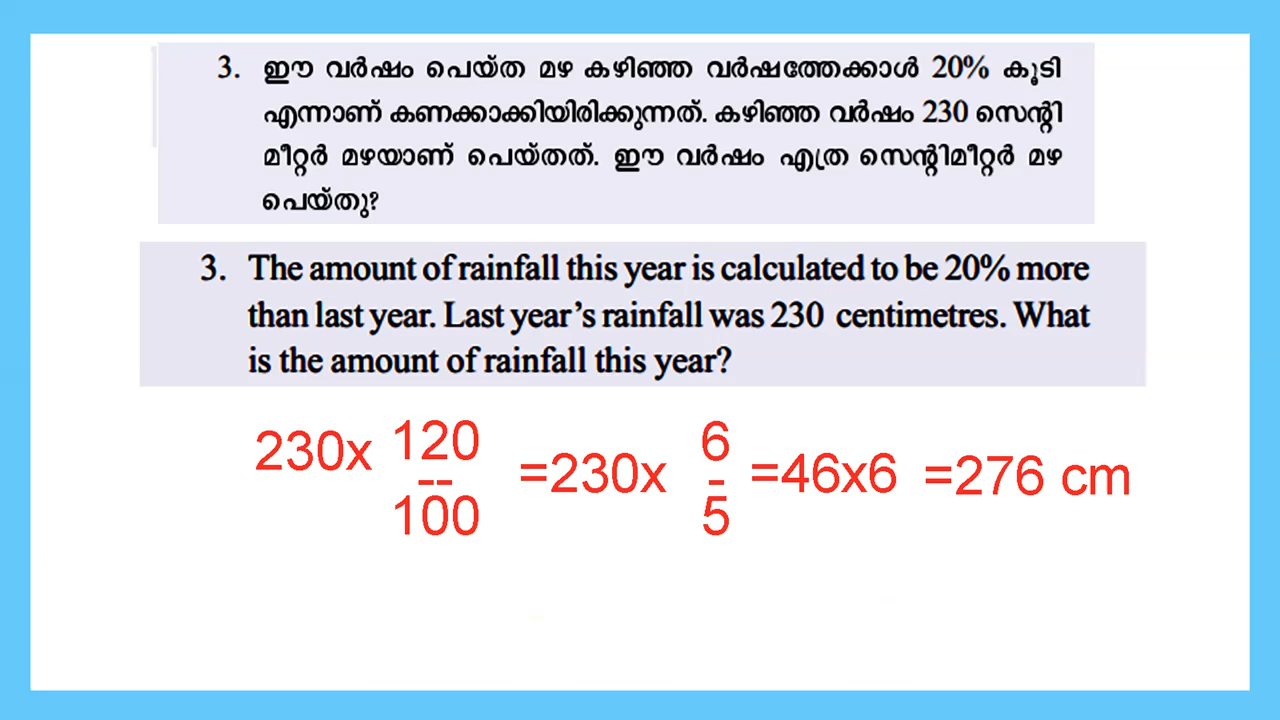 3. ഈ വർഷം പെയ്ത മഴ കഴിഞ്ഞ വർഷത്തേക്കാൾ 20% കൂടി
എന്നാണ് കണക്കാക്കിയിരിക്കുന്നത്. കഴിഞ്ഞ വർഷം 230 സെന്റി
മീറ്റർ മഴയാണ് പെയ്തത്. ഈ വർഷം എത്ര സെന്റിമീറ്റർ മഴ
പെയ്തു?
3. The amount of rainfall this year is calculated to be 20% more
than last year. Last year's rainfall was 230 centimetres. What
is the amount of rainfall this year?
230x 120
--
100 =230x 6
-
5 =46x6 =276 cm